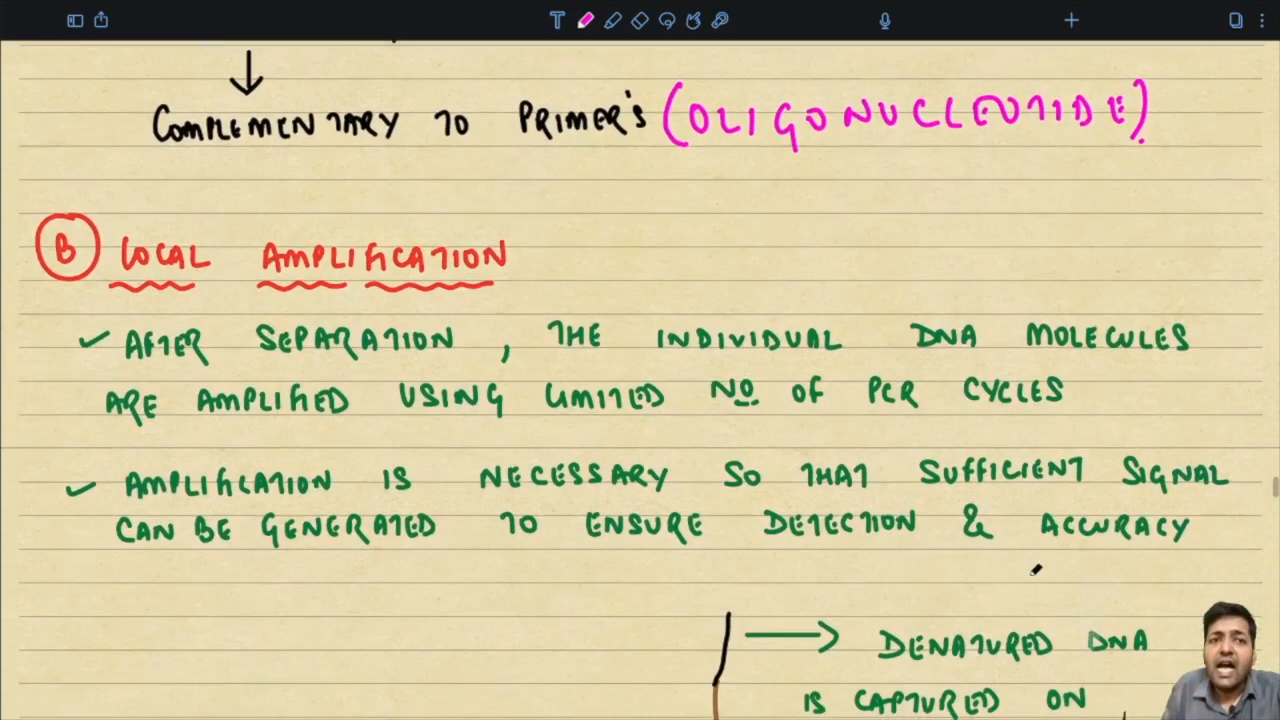 COMPLEMENTARY TO PRIMER'S (OLIGONUCLEOTIDE)
B LOCAL AMPLIFICATION
✓ AFTER SEPARATION, THE INDIVIDUAL DNA MOLECULES
ARE AMPLIFIED USING LIMITED NO OF PCR CYCLES
✓ AMPLIFICATION IS NECESSARY SO THAT SUFFICIENT SIGNAL
CAN BE GENERATED TO ENSURE DETECTION & ACCURACY
→ DENATURED DNA
IS CAPTURED ON